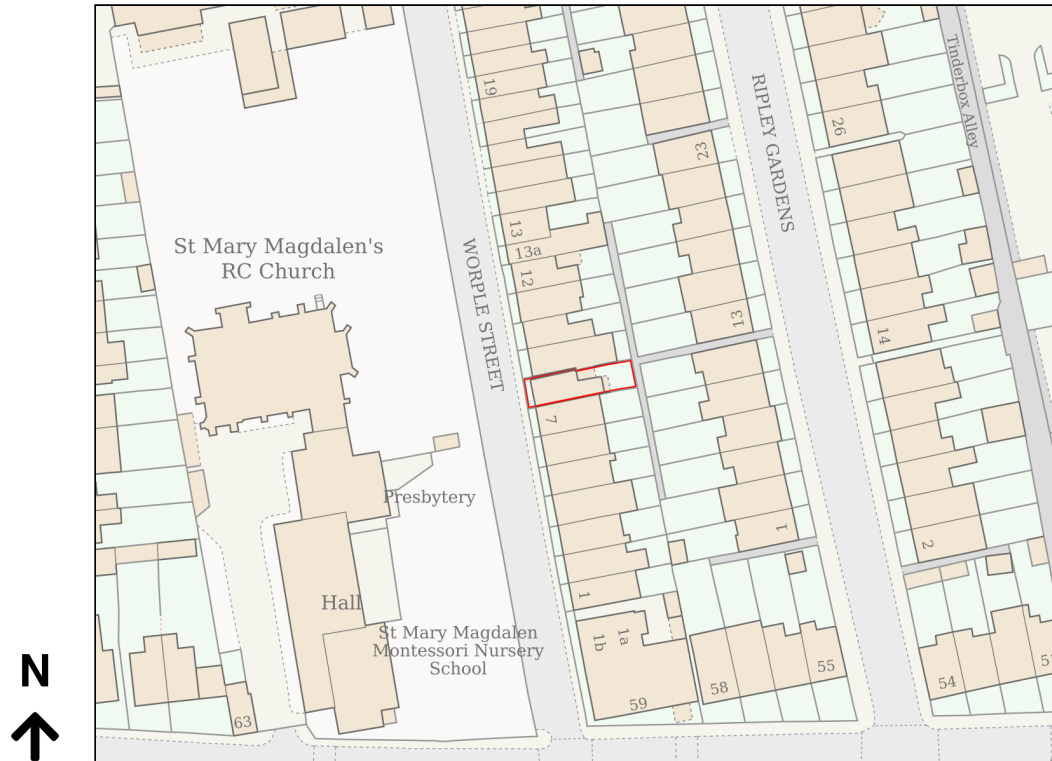 19
23
26
RIPLEY GARDENS
Tinderbox Alley
St Mary Magdalen's
RC Church
WORPLE STREET
13
13a
12
13
14
7
Presbytery
1
2
Hall
1
1b
1a
St Mary Magdalen
Montessori Nursery
School
63
59
58
55
54
N